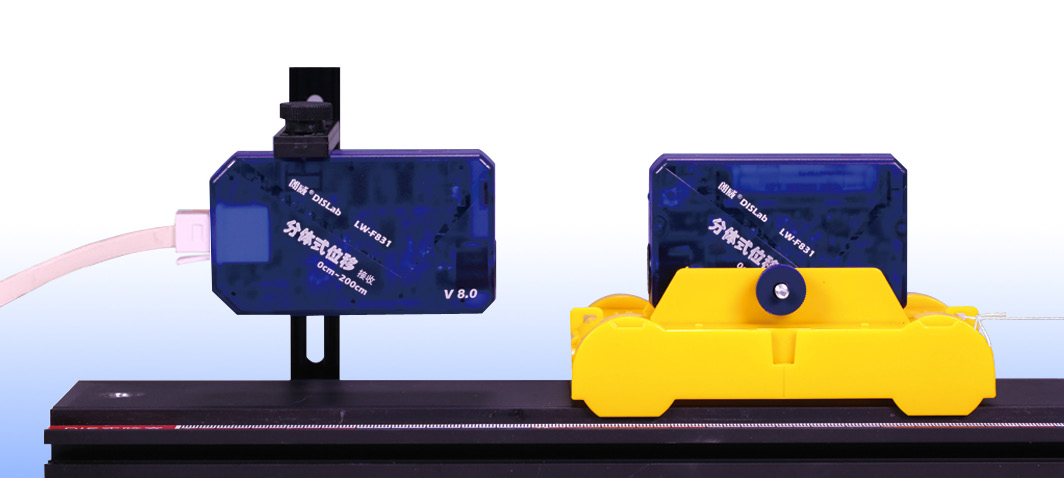 朗威®DISLab
LW-F831
分体式位移 接收
0cm~200cm
V 8.0
朗威®DISLab
LW-F831
分体式位移